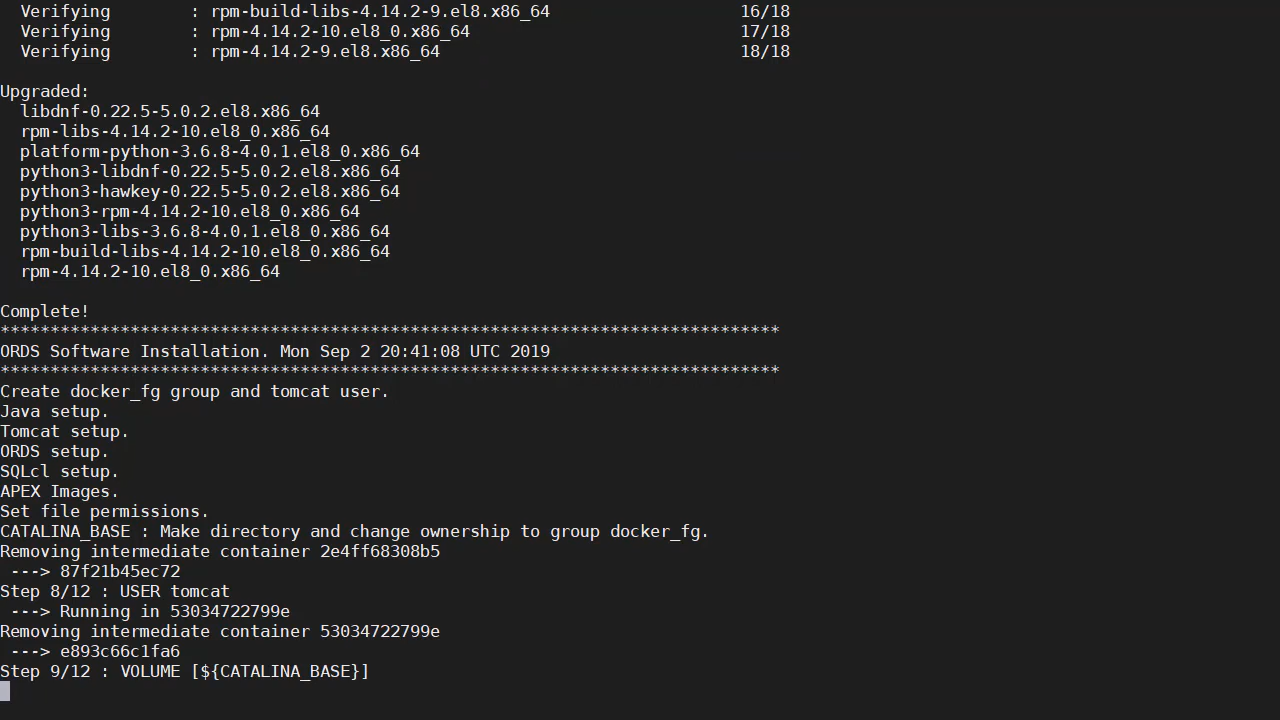 Verifying        : rpm-build-libs-4.14.2-9.el8.x86_64                   16/18
Verifying        : rpm-4.14.2-10.el8_0.x86_64                           17/18
Verifying        : rpm-4.14.2-9.el8.x86_64                              18/18
Upgraded:
libdnf-0.22.5-5.0.2.el8.x86_64
rpm-libs-4.14.2-10.el8_0.x86_64
platform-python-3.6.8-4.0.1.el8_0.x86_64
python3-libdnf-0.22.5-5.0.2.el8.x86_64
python3-hawkey-0.22.5-5.0.2.el8.x86_64
python3-rpm-4.14.2-10.el8_0.x86_64
python3-libs-3.6.8-4.0.1.el8_0.x86_64
rpm-build-libs-4.14.2-10.el8_0.x86_64
rpm-4.14.2-10.el8_0.x86_64
Complete!
******************************************************************************
ORDS Software Installation. Mon Sep 2 20:41:08 UTC 2019
******************************************************************************
Create docker_fg group and tomcat user.
Java setup.
Tomcat setup.
ORDS setup.
SQLcl setup.
APEX Images.
Set file permissions.
CATALINA_BASE : Make directory and change ownership to group docker_fg.
Removing intermediate container 2e4ff68308b5
---> 87f21b45ec72
Step 8/12 : USER tomcat
---> Running in 53034722799e
Removing intermediate container 53034722799e
---> e893c66c1fa6
Step 9/12 : VOLUME [${CATALINA_BASE}]